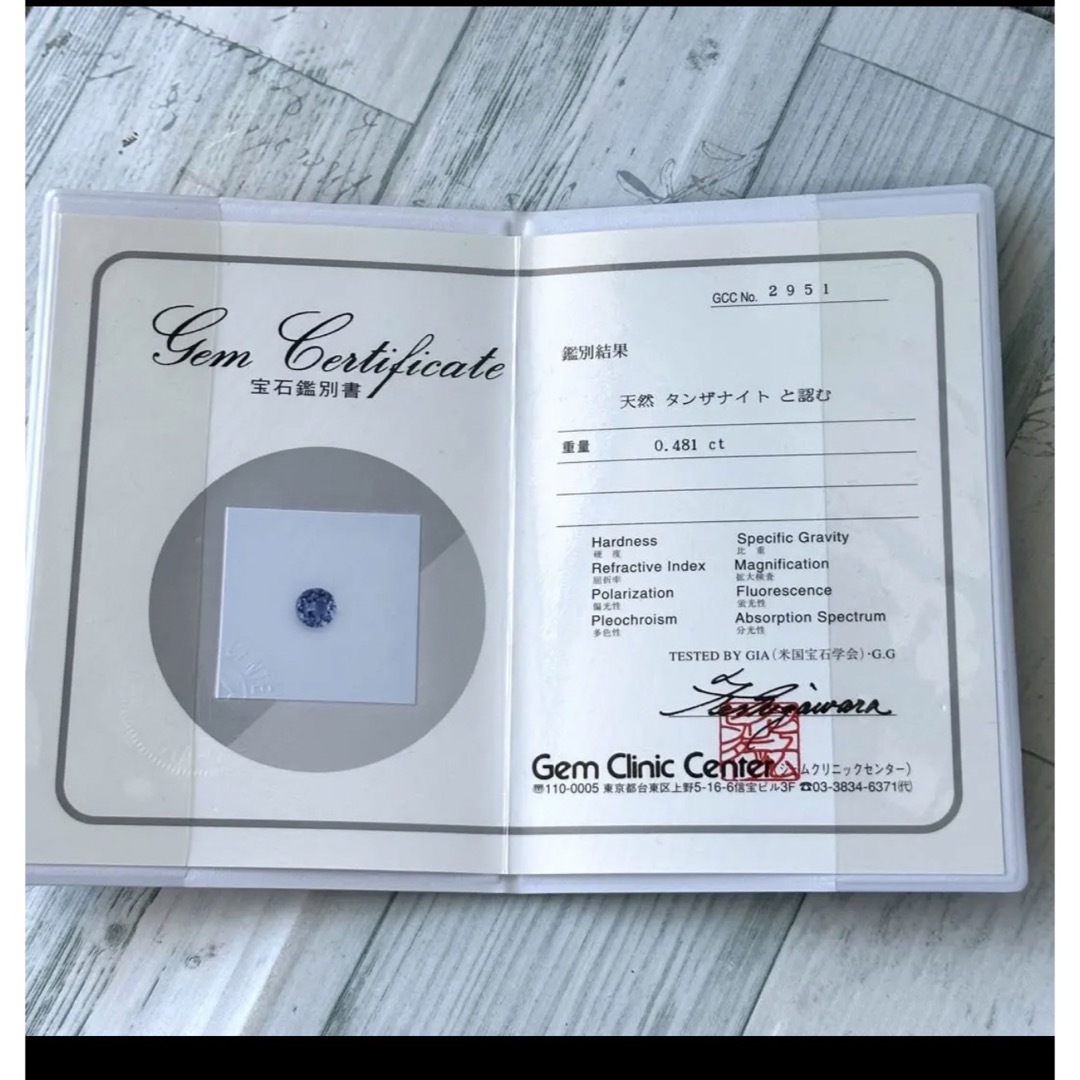 Gem Certificate
宝石鑑別書
GCC No. 2951
鑑別結果
天然 タンザナイト と認む
重量 0.481 ct
Hardness
硬度
Specific Gravity
比重
Refractive Index
屈折率
Magnification
拡大検査
Polarization
偏光性
Fluorescence
蛍光性
Pleochroism
多色性
Absorption Spectrum
分光性
TESTED BY GIA(米国宝石学会)・G.G
Gem Clinic Center
ムクリニックセンター)
〠110-0005 東京都台東区上野5-16-6信宝ビル3F ☎03-3834-6371㈹